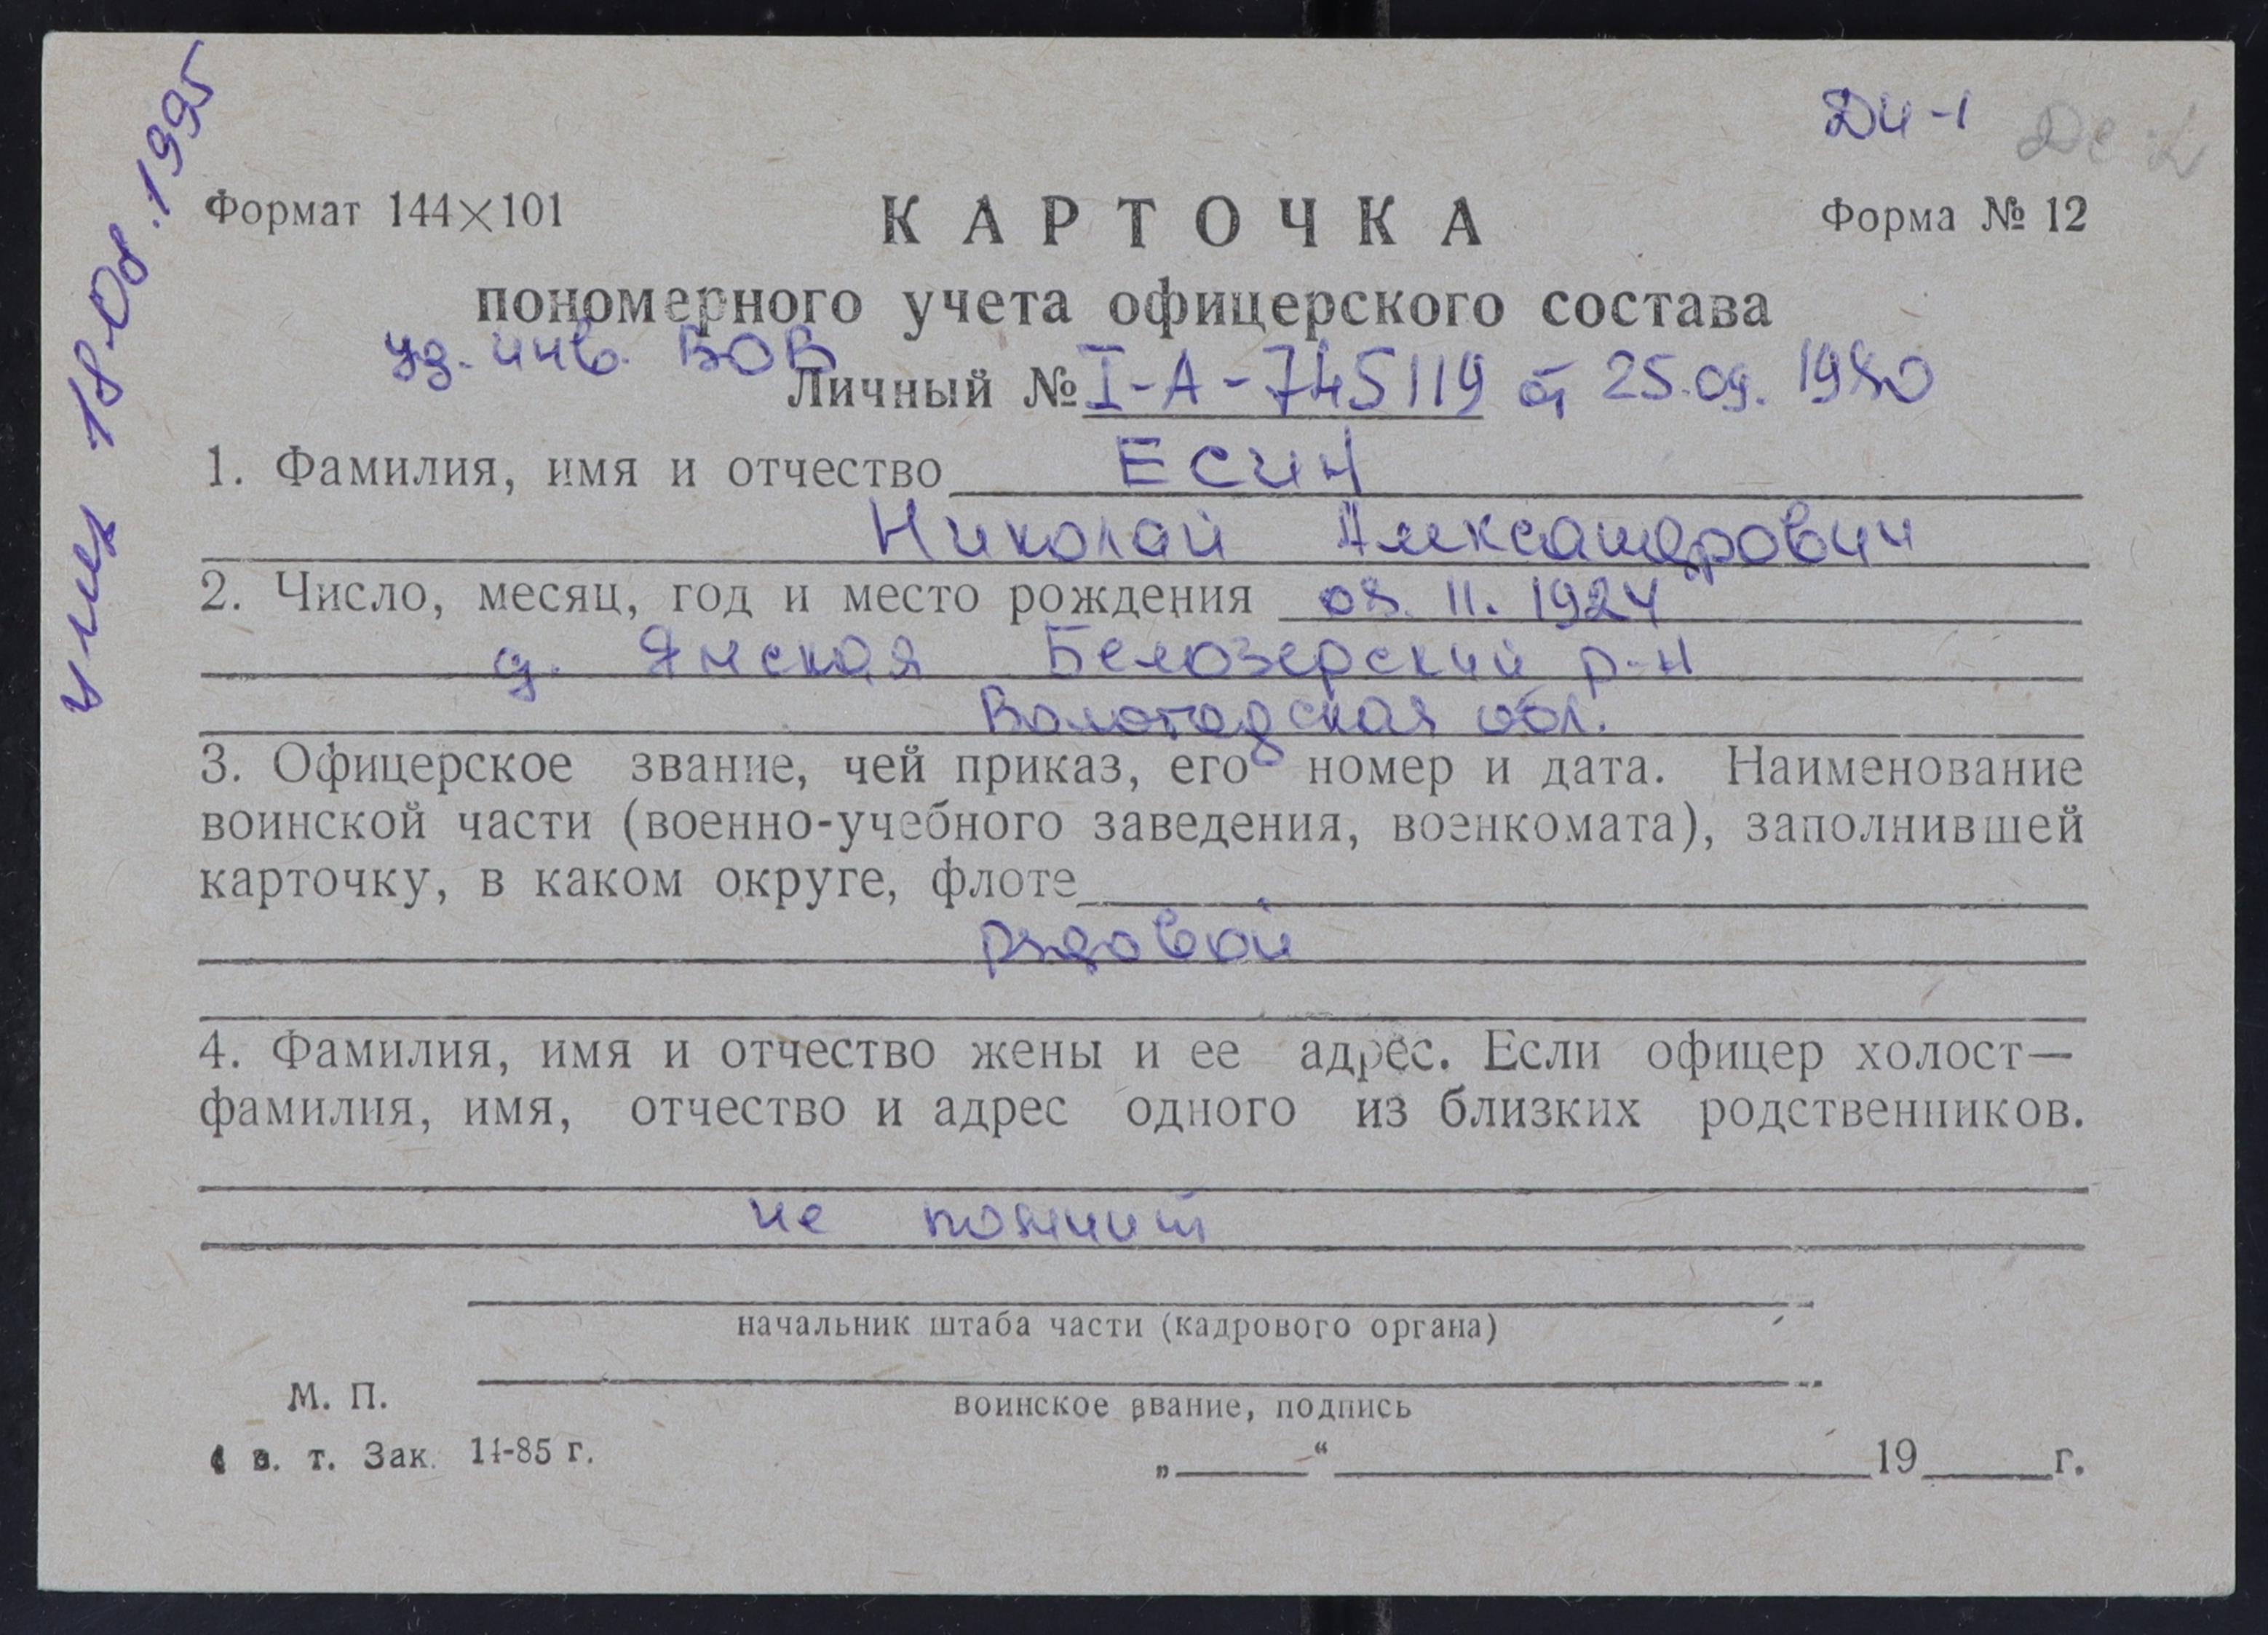 Ди-1
Формат 144×101
Форма № 12
КАРТОЧКА
пономерного учета офицерского состава
уд. инв. ВОВ
Личный № I-А-745119 от 25.09.1980
1. Фамилия, имя и отчество ЕСИН
Николай Александрович
2. Число, месяц, год и место рождения 08.11.1924
д. Ямская Белозерский р-н
Вологодская обл.
3. Офицерское звание, чей приказ, его номер и дата. Наименование
воинской части (военно-учебного заведения, военкомата), заполнившей
карточку, в каком округе, флоте
рядовой
4. Фамилия, имя и отчество жены и ее адрес. Если офицер холост—
фамилия, имя, отчество и адрес одного из близких родственников.
не помнит
начальник штаба части (кадрового органа)
М. П.
воинское звание, подпись
в. т. Зак. 14-85 г.
„ “ 19 г.
18.08.1995